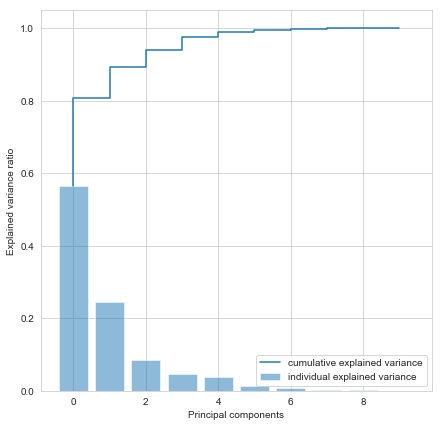 1.0
0.8
0.6
0.4
0.2
0.0
Explained variance ratio
cumulative explained variance
individual explained variance
0 2 4 6 8
Principal components